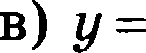 в) y =